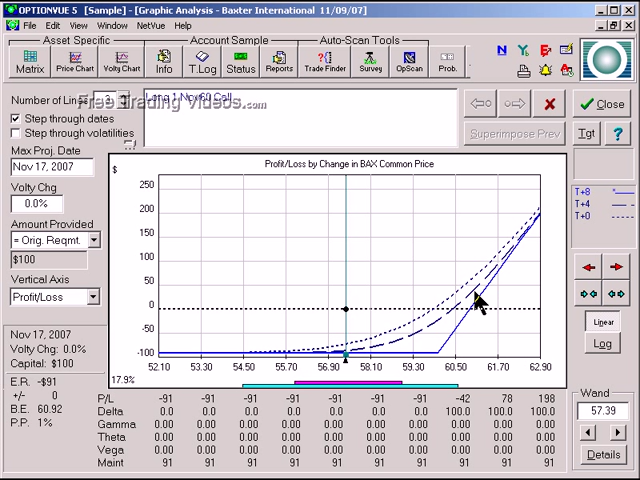 OPTIONVUE 5 [Sample] - [Graphic Analysis - Baxter International 11/09/07]
File Edit View Window NetVue Help
Asset Specific Account Sample Auto-Scan Tools
Matrix Price Chart Volty Chart Info T.Log Status Reports Trade Finder Survey OpScan Prob.
Number of Lines 3
Long 1 Nov60 Call
Free Trading Videos.com
Close
Step through dates
Step through volatilities
Superimpose Prev
Tgt
?
Max Proj. Date
Nov 17, 2007
Volty Chg
0.0%
Amount Provided
= Orig. Reqmt.
$100
Vertical Axis
Profit/Loss
Nov 17, 2007
Volty Chg: 0.0%
Capital: $100
E.R. -$91
+/- 0
B.E. 60.92
P.P. 1%
Profit/Loss by Change in BAX Common Price
$
250
200
150
100
50
0
-50
-100
52.10 53.30 54.50 55.70 56.90 58.10 59.30 60.50 61.70 62.90
17.9%
P/L -91 -91 -91 -91 -91 -91 -91 -42 78 198
Delta 0.0 0.0 0.0 0.0 0.0 0.0 0.0 100.0 100.0 100.0
Gamma 0.00 0.00 0.00 0.00 0.00 0.00 0.00 0.00 0.00 0.00
Theta 0.00 0.00 0.00 0.00 0.00 0.00 0.00 0.00 0.00 0.00
Vega 0.00 0.00 0.00 0.00 0.00 0.00 0.00 0.00 0.00 0.00
Maint 91 91 91 91 91 91 91 91 91 91
T+8
T+4
T+0
Linear
Log
Wand
57.39
Details